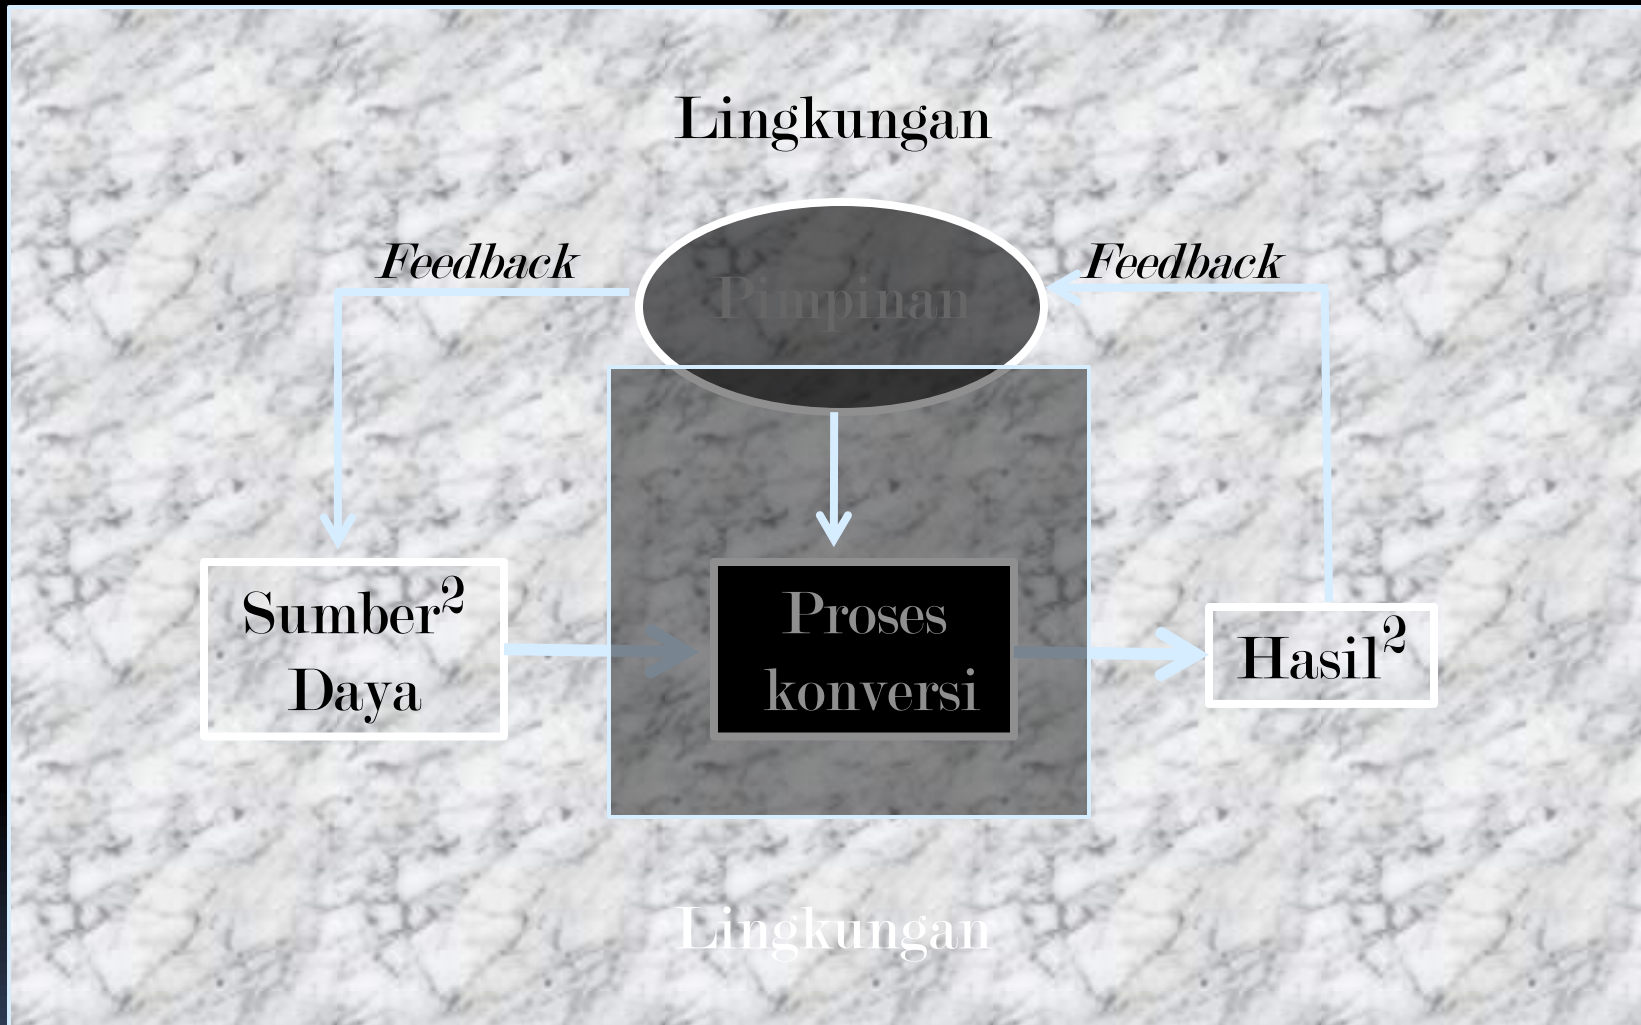 Lingkungan
Feedback
Pimpinan
Feedback
Sumber²
Daya
Proses
konversi
Hasil²
Lingkungan